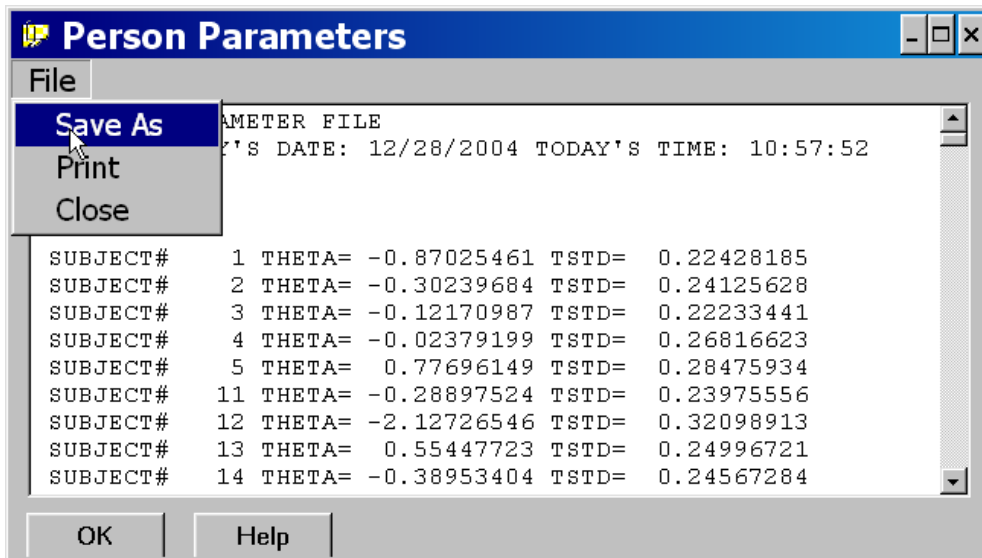 Person Parameters
File
Save As
Print
Close
AMETER FILE
Y'S DATE: 12/28/2004 TODAY'S TIME: 10:57:52
SUBJECT# 1 THETA= -0.87025461 TSTD= 0.22428185
SUBJECT# 2 THETA= -0.30239684 TSTD= 0.24125628
SUBJECT# 3 THETA= -0.12170987 TSTD= 0.22233441
SUBJECT# 4 THETA= -0.02379199 TSTD= 0.26816623
SUBJECT# 5 THETA= 0.77696149 TSTD= 0.28475934
SUBJECT# 11 THETA= -0.28897524 TSTD= 0.23975556
SUBJECT# 12 THETA= -2.12726546 TSTD= 0.32098913
SUBJECT# 13 THETA= 0.55447723 TSTD= 0.24996721
SUBJECT# 14 THETA= -0.38953404 TSTD= 0.24567284
OK Help